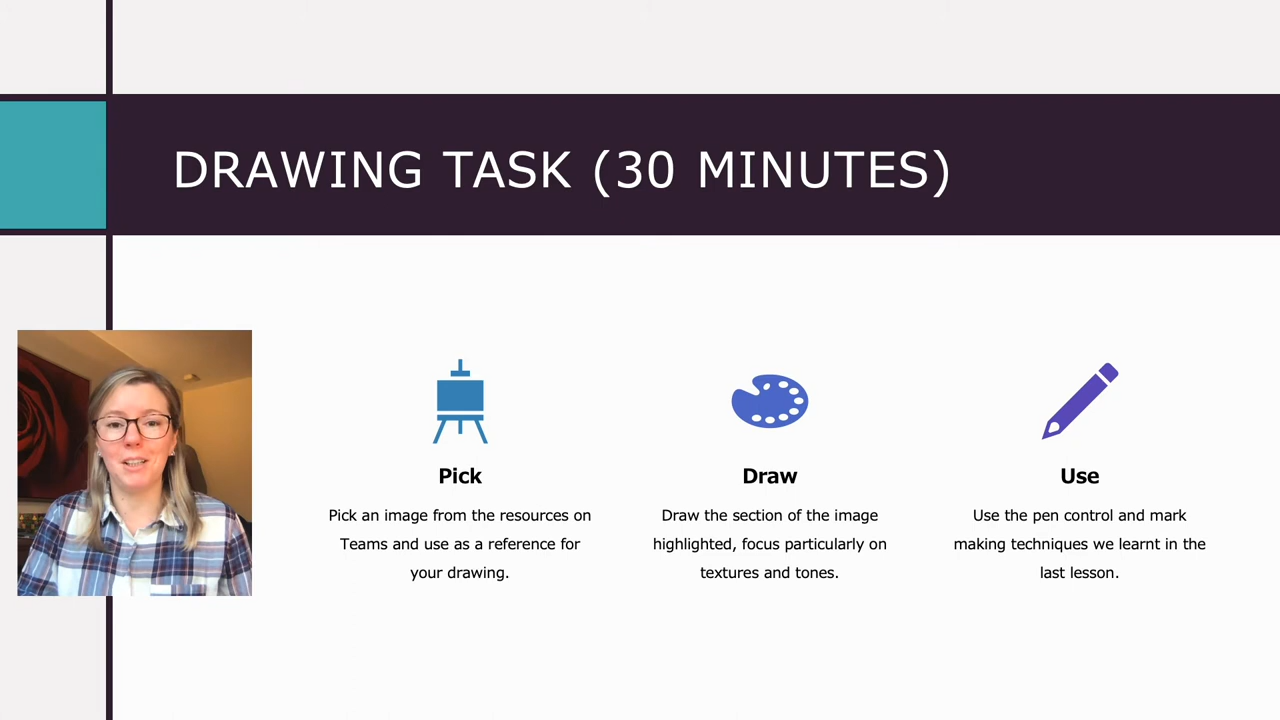 DRAWING TASK (30 MINUTES)
Pick
Pick an image from the resources on
Teams and use as a reference for
your drawing.
Draw
Draw the section of the image
highlighted, focus particularly on
textures and tones.
Use
Use the pen control and mark
making techniques we learnt in the
last lesson.